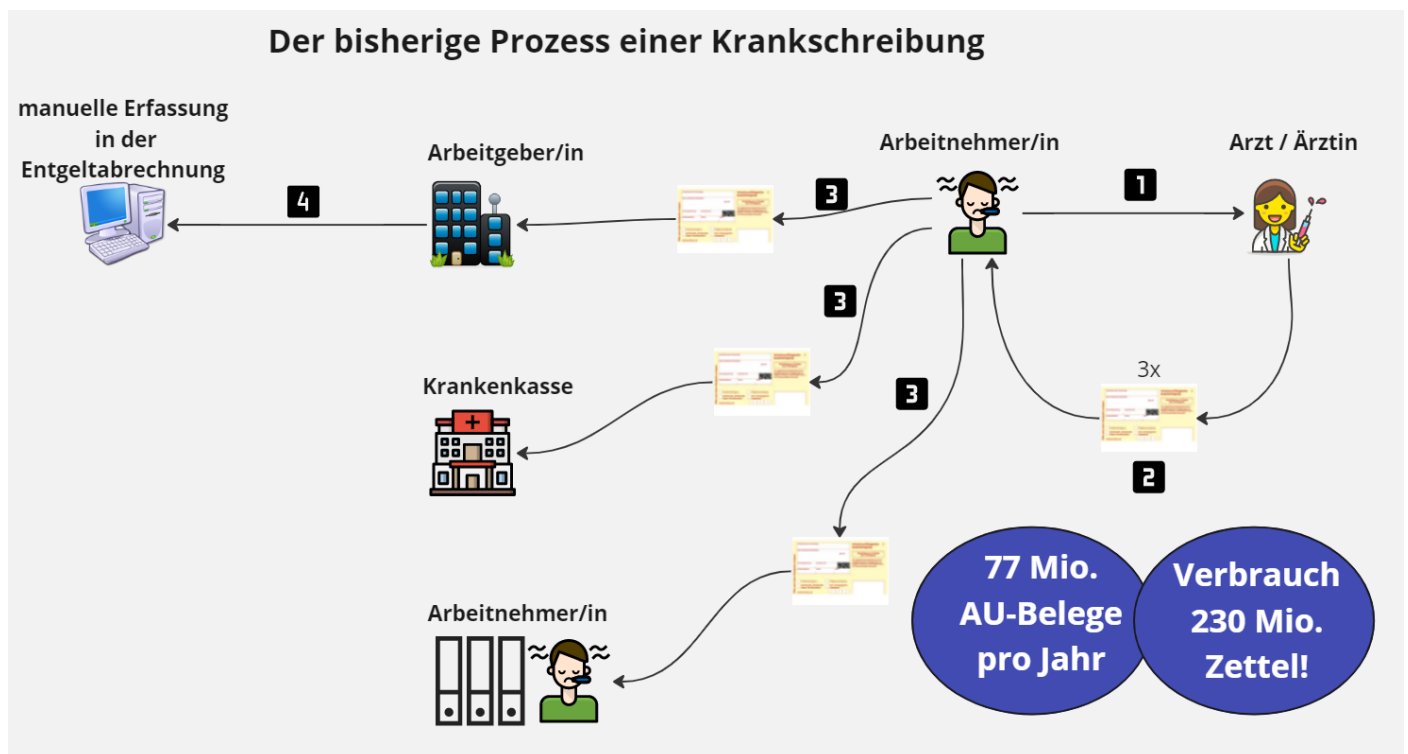 Der bisherige Prozess einer Krankschreibung
manuelle Erfassung
in der
Entgeltabrechnung
4
Arbeitgeber/in
3
Arbeitnehmer/in
1
Arzt / Ärztin
3
Krankenkasse
3
3x
2
Arbeitnehmer/in
77 Mio.
AU-Belege
pro Jahr
Verbrauch
230 Mio.
Zettel!